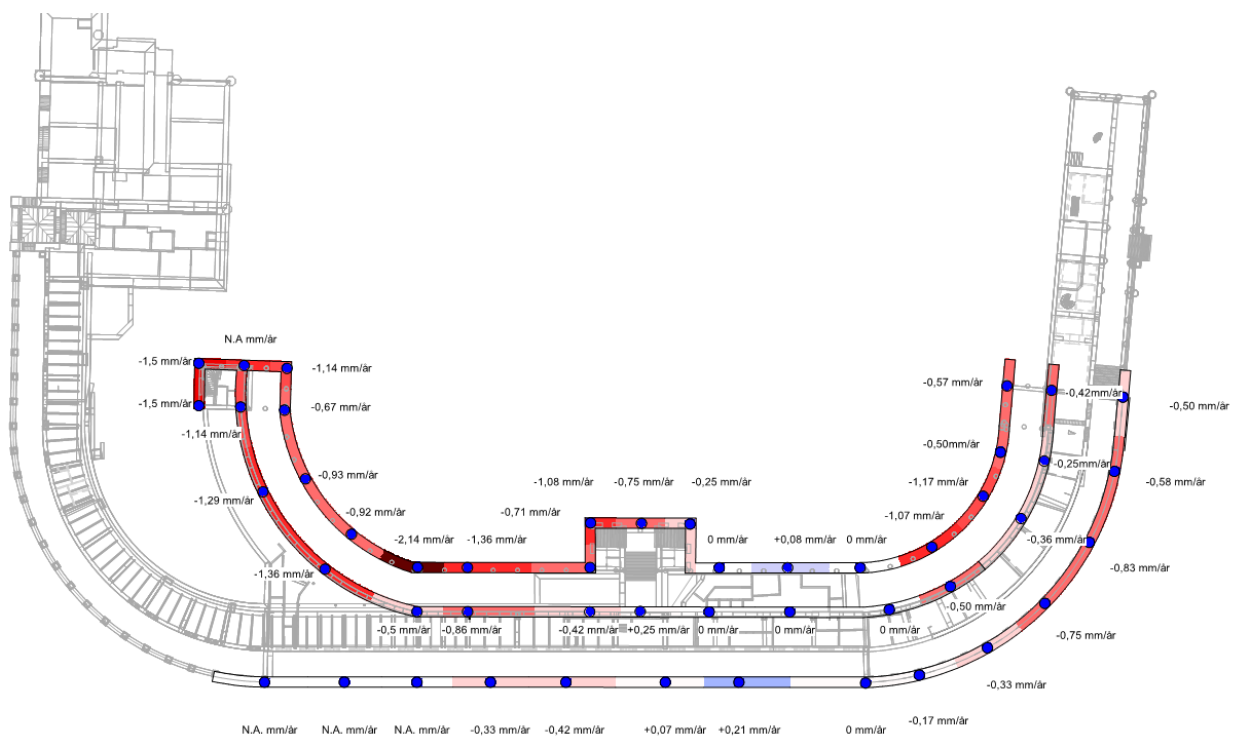 N.A mm/år
-1,5 mm/år
-1,14 mm/år
-1,5 mm/år
-0,67 mm/år
-1,14 mm/år
-0,93 mm/år
-1,29 mm/år
-0,92 mm/år
-1,36 mm/år
-2,14 mm/år
-1,36 mm/år
-0,71 mm/år
-1,08 mm/år
-0,75 mm/år
-0,25 mm/år
0 mm/år
+0,08 mm/år
0 mm/år
-0,57 mm/år
-0,42mm/år
-0,50 mm/år
-0,50mm/år
-0,25mm/år
-0,58 mm/år
-1,17 mm/år
-1,07 mm/år
-0,36 mm/år
-0,83 mm/år
-0,50 mm/år
-0,75 mm/år
-0,5 mm/år
-0,86 mm/år
-0,42 mm/år
+0,25 mm/år
0 mm/år
0 mm/år
0 mm/år
-0,33 mm/år
-0,17 mm/år
N.A. mm/år
N.A. mm/år
N.A. mm/år
-0,33 mm/år
-0,42 mm/år
+0,07 mm/år
+0,21 mm/år
0 mm/år